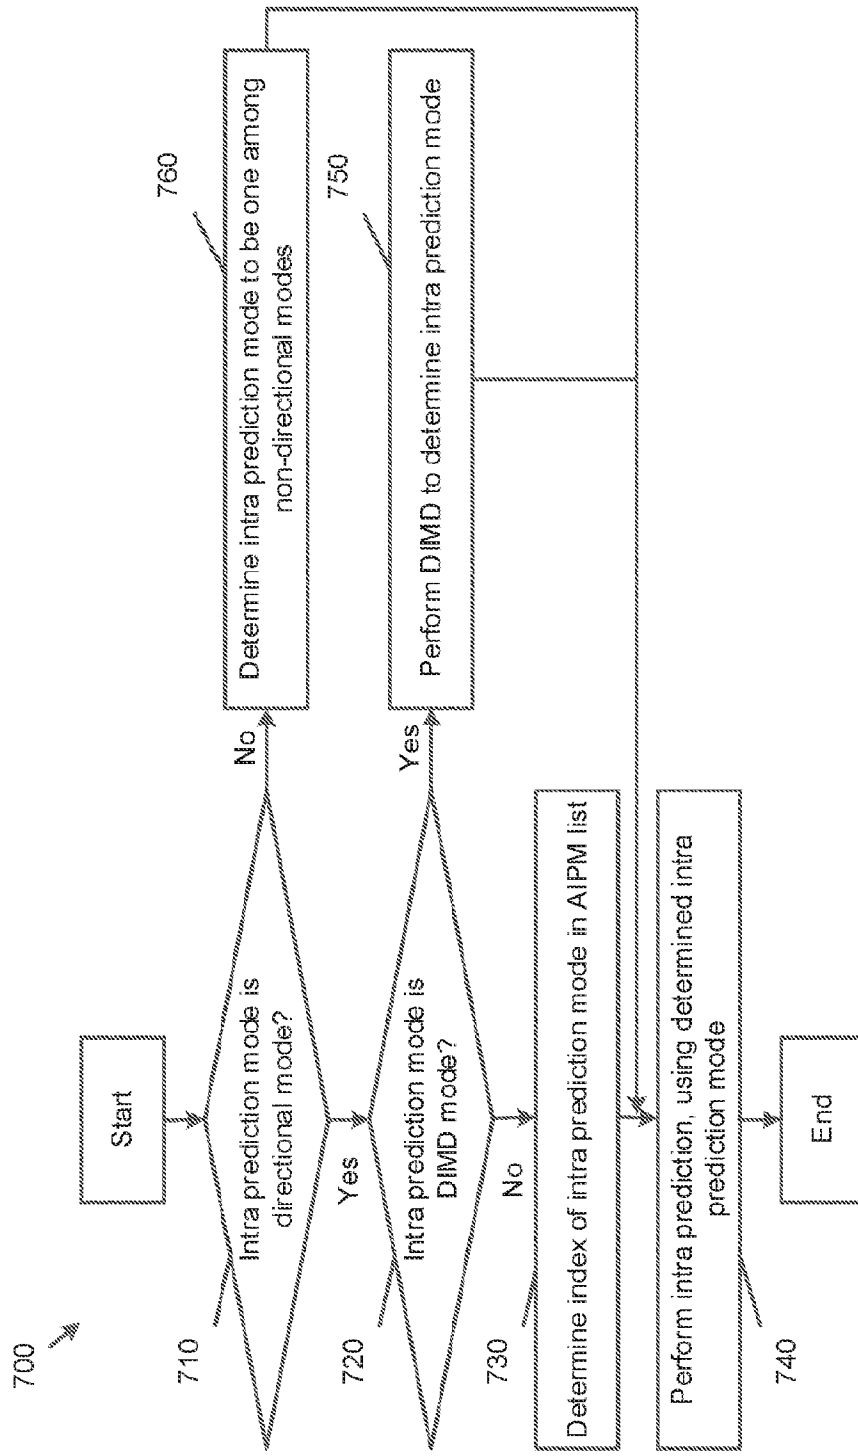 700
Start
710
Intra prediction mode is
directional mode?
No
760
Determine intra prediction mode to be one among
non-directional modes
Yes
720
Intra prediction mode is
DIMD mode?
Yes
750
Perform DIMD to determine intra prediction mode
No
730
Determine index of intra prediction mode in AIPM list
Perform intra prediction, using determined intra
prediction mode
740
End